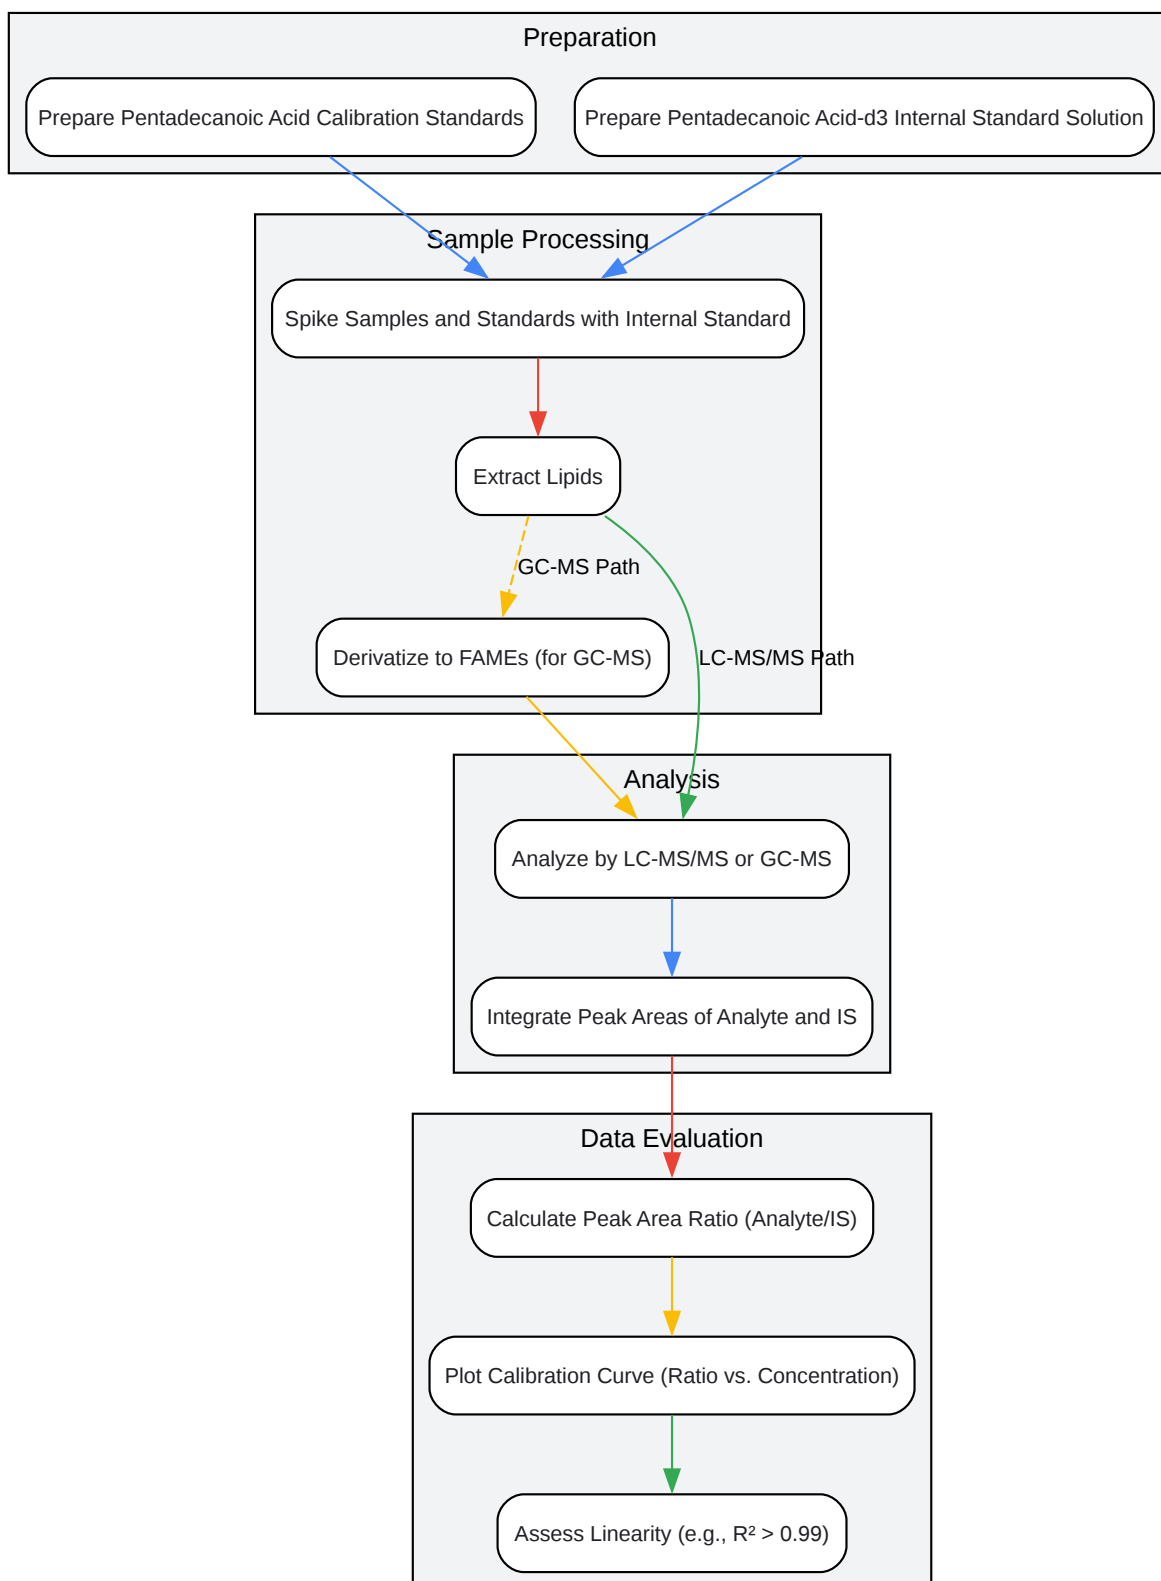 Preparation
Prepare Pentadecanoic Acid Calibration Standards
Prepare Pentadecanoic Acid-d3 Internal Standard Solution
Sample Processing
Spike Samples and Standards with Internal Standard
Extract Lipids
GC-MS Path
Derivatize to FAMEs (for GC-MS)
LC-MS/MS Path
Analysis
Analyze by LC-MS/MS or GC-MS
Integrate Peak Areas of Analyte and IS
Data Evaluation
Calculate Peak Area Ratio (Analyte/IS)
Plot Calibration Curve (Ratio vs. Concentration)
Assess Linearity (e.g., R² > 0.99)